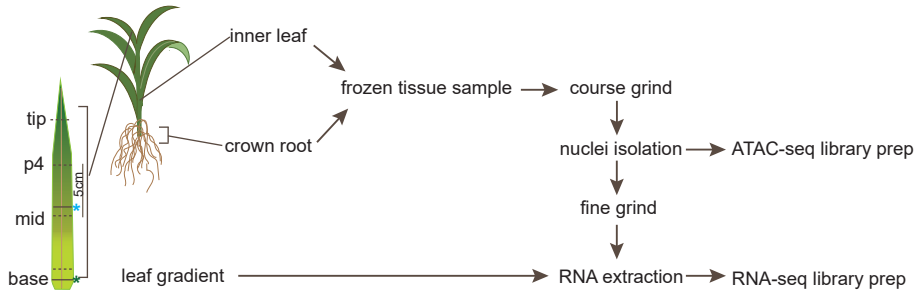 inner leaf
frozen tissue sample
course grind
tip
crown root
nuclei isolation
ATAC-seq library prep
p4
5cm
*
mid
fine grind
base
*
leaf gradient
RNA extraction
RNA-seq library prep